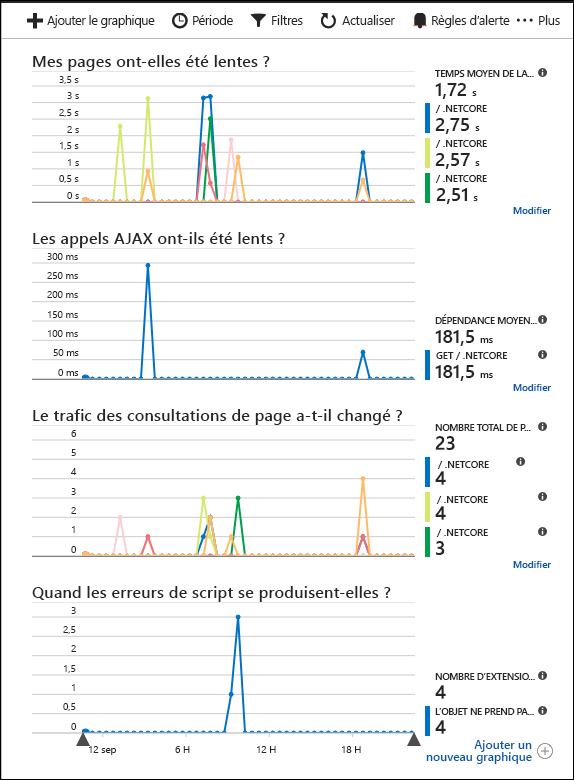 Ajouter le graphique Période Filtres Actualiser Règles d'alerte Plus
Mes pages ont-elles été lentes ?
3,5 s
3 s
2,5 s
2 s
1,5 s
1 s
0,5 s
0 s
TEMPS MOYEN DE LA...
1,72 s
/ .NETCORE
2,75 s
/ .NETCORE
2,57 s
/ .NETCORE
2,51 s
Modifier
Les appels AJAX ont-ils été lents ?
300 ms
250 ms
200 ms
150 ms
100 ms
50 ms
0 ms
DÉPENDANCE MOYEN...
181,5 ms
GET / .NETCORE
181,5 ms
Modifier
Le trafic des consultations de page a-t-il changé ?
6
5
4
3
2
1
0
NOMBRE TOTAL DE P...
23
/ .NETCORE
4
/ .NETCORE
4
/ .NETCORE
3
Modifier
Quand les erreurs de script se produisent-elles ?
3
2,5
2
1,5
1
0,5
0
12 sep 6 H 12 H 18 H
NOMBRE D'EXTENSIO...
4
L'OBJET NE PREND PA...
4
Ajouter un
nouveau graphique